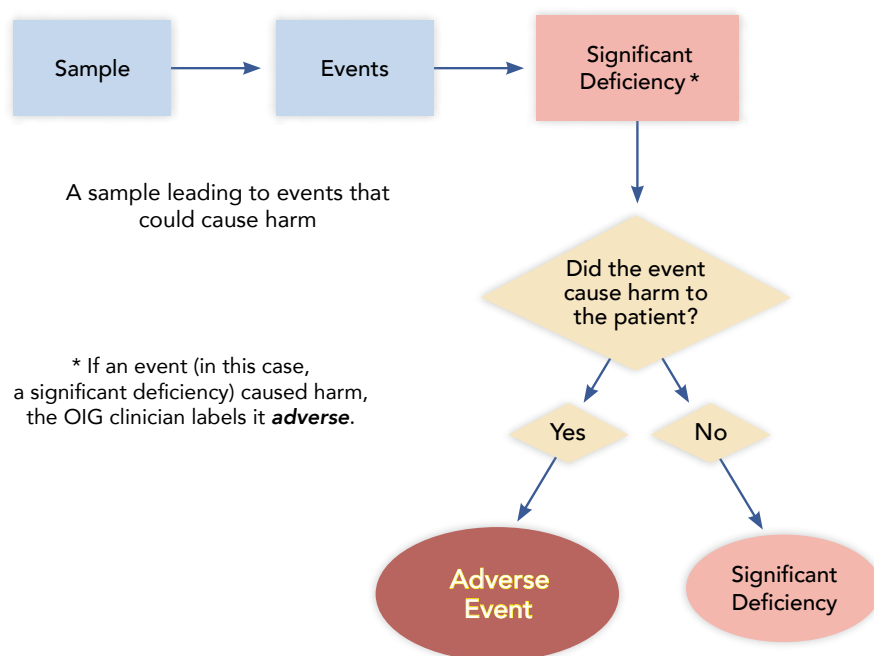 Sample
Events
Significant
Deficiency *
A sample leading to events that
could cause harm
Did the event
cause harm to
the patient?
* If an event (in this case,
a significant deficiency) caused harm,
the OIG clinician labels it adverse.
Yes
No
Adverse
Event
Significant
Deficiency